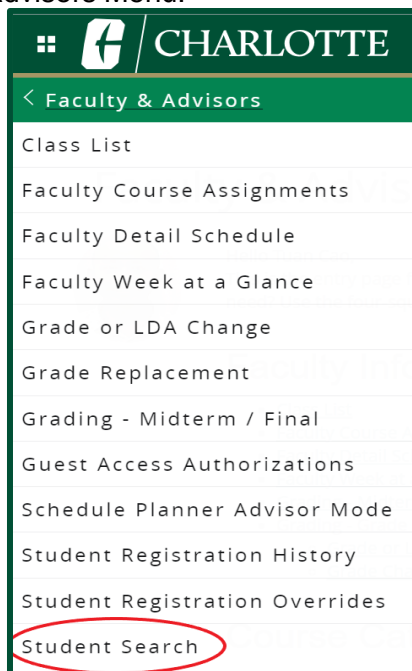 Advisors Menu.
CHARLOTTE
< Faculty & Advisors
Class List
Faculty Course Assignments
Faculty Detail Schedule
Faculty Week at a Glance
Grade or LDA Change
Grade Replacement
Grading - Midterm / Final
Guest Access Authorizations
Schedule Planner Advisor Mode
Student Registration History
Student Registration Overrides
Student Search